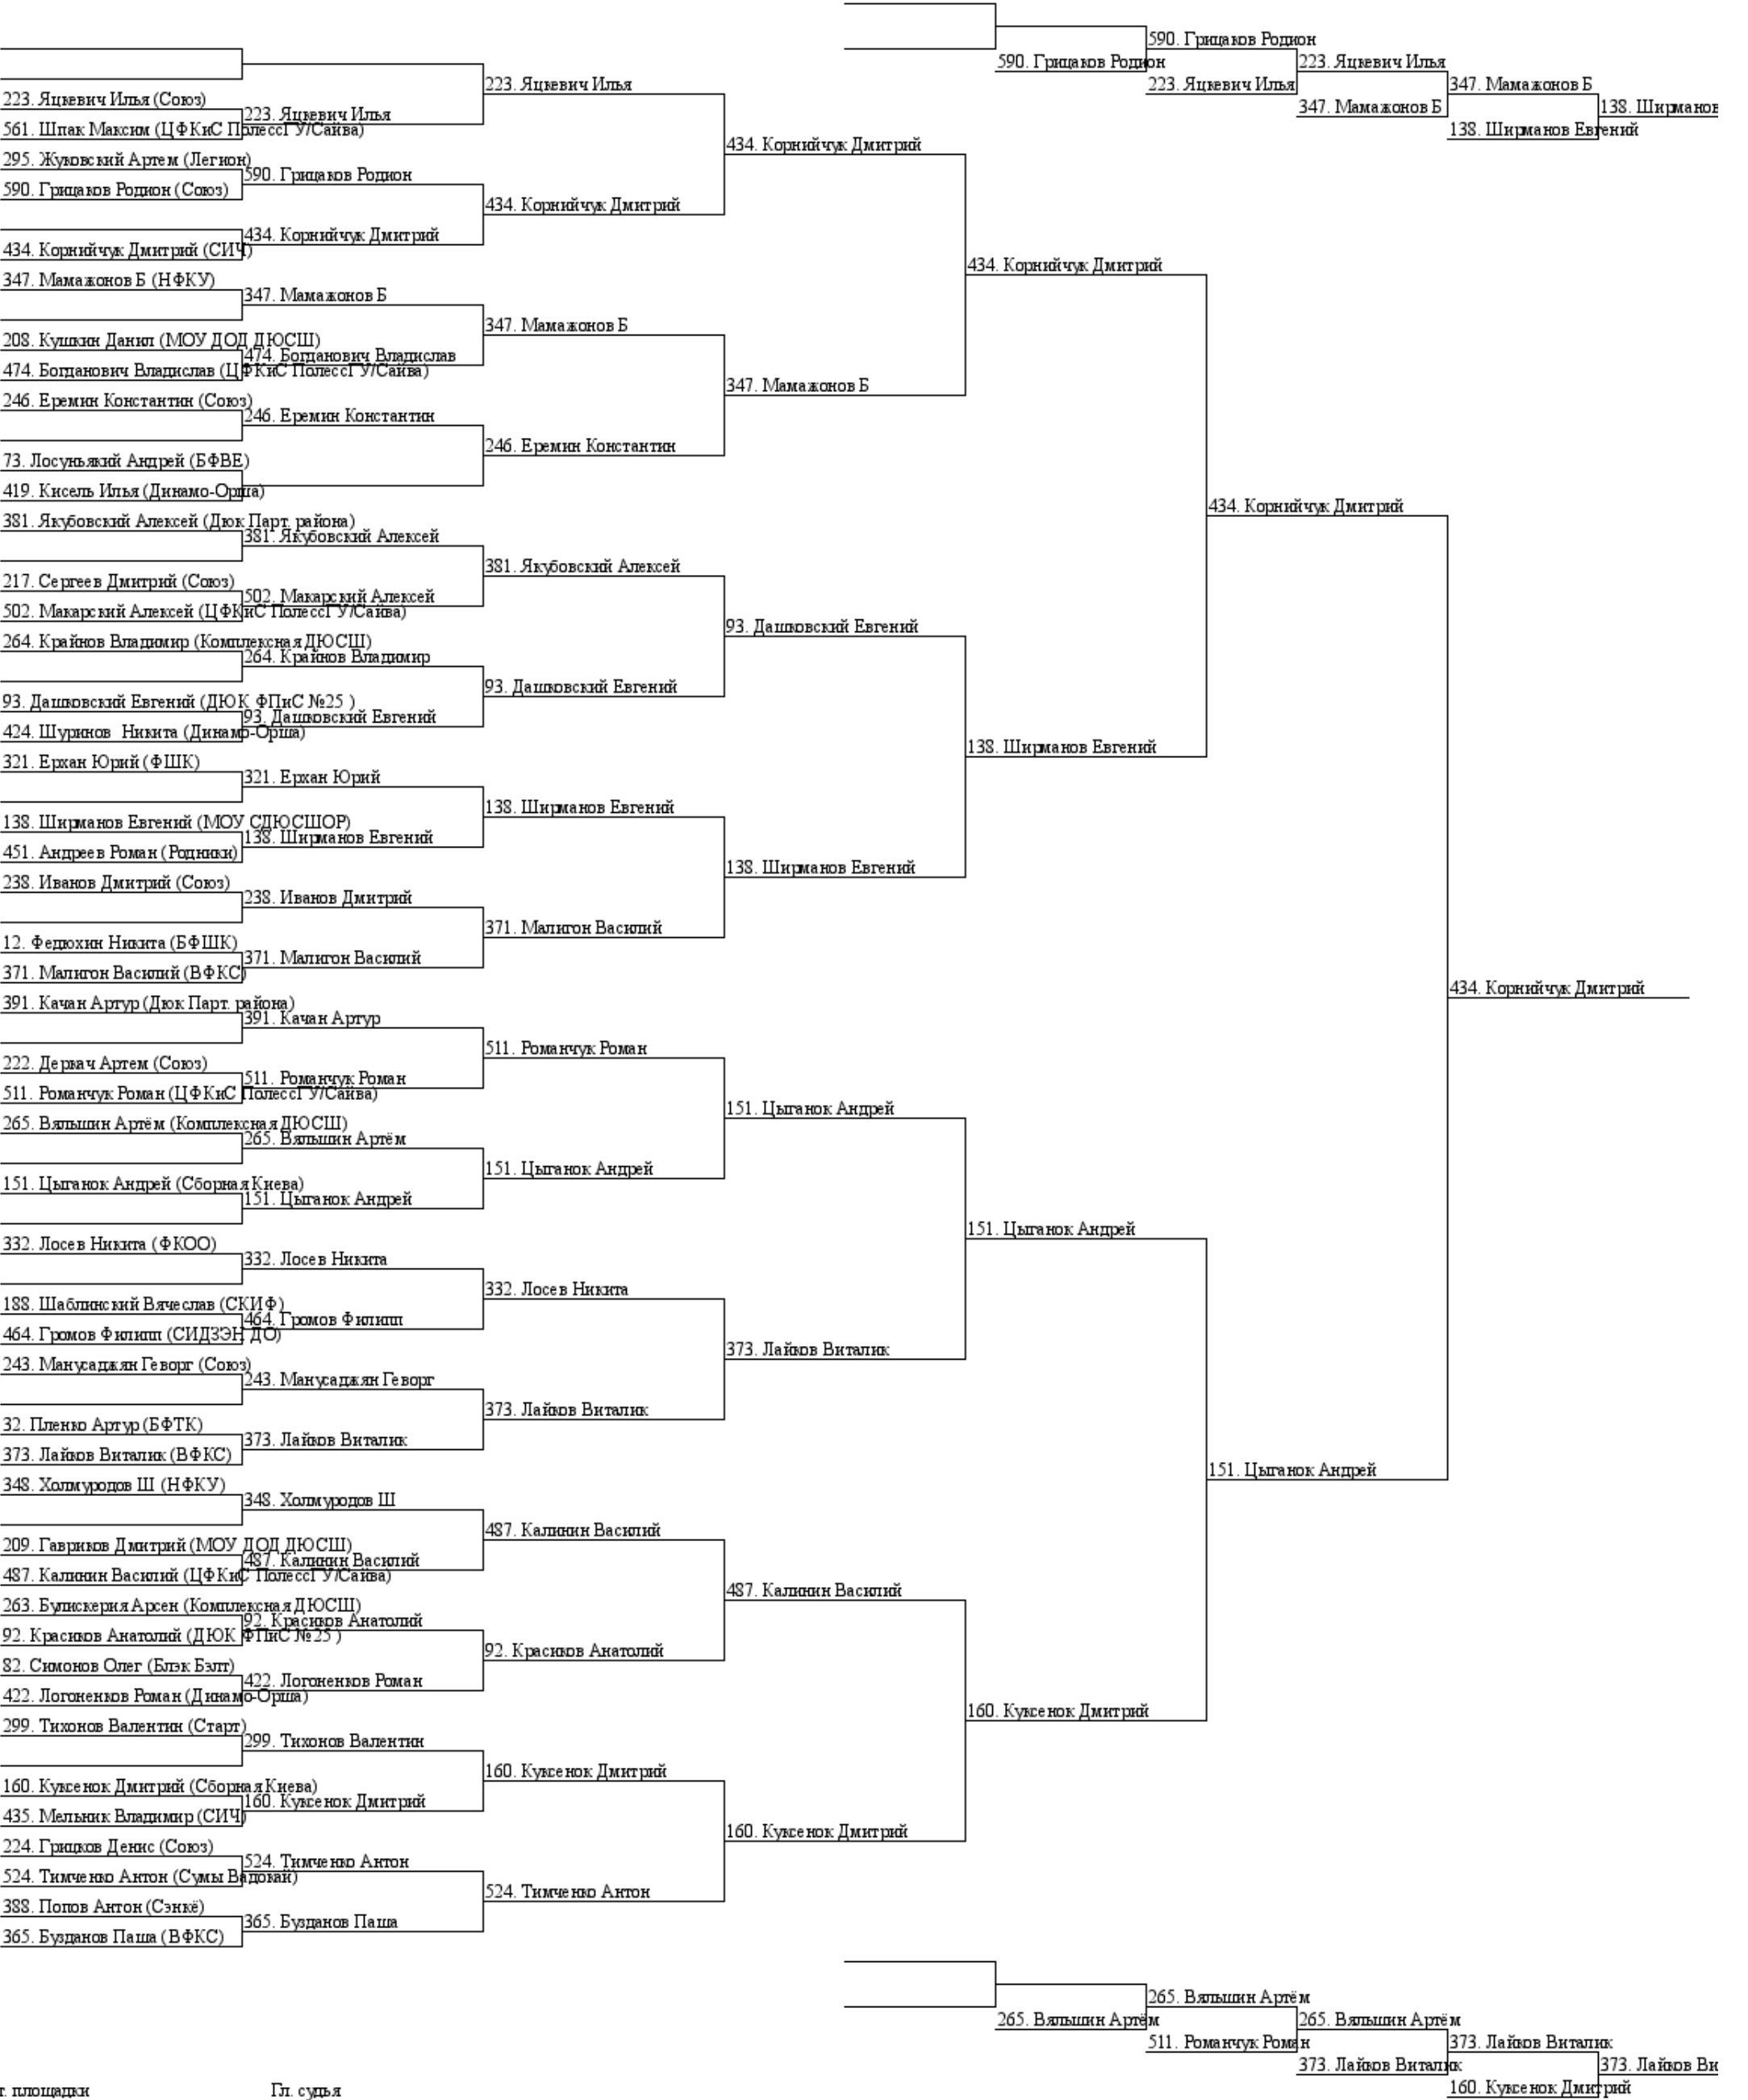 590. Грицаков Родион
590. Грицаков Родион
223. Яцкевич Илья
223. Яцкевич Илья
347. Мамажонов Б
347. Мамажонов Б
138. Ширманов Евгений
138. Ширманов
223. Яцкевич Илья (Союз)
561. Шпак Максим (ЦФКиС ПолессГУ/Сайва)
295. Жуковский Артем (Легион)
590. Грицаков Родион (Союз)
434. Корнийчук Дмитрий (СИЧ)
347. Мамажонов Б (НФКУ)
208. Кушкин Данил (МОУ ДОД ДЮСШ)
474. Богданович Владислав (ЦФКиС ПолессГУ/Сайва)
246. Еремин Константин (Союз)
73. Лосуньякий Андрей (БФВЕ)
419. Кисель Илья (Динамо-Орша)
381. Якубовский Алексей (Дюк Парт. района)
217. Сергеев Дмитрий (Союз)
502. Макарский Алексей (ЦФКиС ПолессГУ/Сайва)
264. Крайнов Владимир (Комплексная ДЮСШ)
93. Дашковский Евгений (ДЮК ФПиС №25 )
424. Шуринов  Никита (Динамо-Орша)
321. Ерхан Юрий (ФШК)
138. Ширманов Евгений (МОУ СДЮСШОР)
451. Андреев Роман (Родники)
238. Иванов Дмитрий (Союз)
12. Федюхин Никита (БФШК)
371. Малигон Василий (ВФКС)
391. Качан Артур (Дюк Парт. района)
222. Деркач Артем (Союз)
511. Романчук Роман (ЦФКиС ПолессГУ/Сайва)
265. Вяльшин Артём (Комплексная ДЮСШ)
151. Цыганок Андрей (Сборная Киева)
332. Лосев Никита (ФКОО)
188. Шаблинский Вячеслав (СКИФ)
464. Громов Филипп (СИДЗЭН ДО)
243. Манусаджян Геворг (Союз)
32. Пленко Артур (БФТК)
373. Лайков Виталик (ВФКС)
348. Холмуродов Ш (НФКУ)
209. Гавриков Дмитрий (МОУ ДОД ДЮСШ)
487. Калинин Василий (ЦФКиС ПолессГУ/Сайва)
263. Булискерия Арсен (Комплексная ДЮСШ)
92. Красиков Анатолий (ДЮК ФПиС №25 )
82. Симонов Олег (Блэк Бэлт)
422. Логоненков Роман (Динамо-Орша)
299. Тихонов Валентин (Старт)
160. Куксенок Дмитрий (Сборная Киева)
435. Мельник Владимир (СИЧ)
224. Грицков Денис (Союз)
524. Тимченко Антон (Сумы Вадокай)
388. Попов Антон (Сэнкё)
365. Бузданов Паша (ВФКС)
223. Яцкевич Илья
590. Грицаков Родион
434. Корнийчук Дмитрий
347. Мамажонов Б
474. Богданович Владислав
246. Еремин Константин
381. Якубовский Алексей
502. Макарский Алексей
264. Крайнов Владимир
93. Дашковский Евгений
321. Ерхан Юрий
138. Ширманов Евгений
238. Иванов Дмитрий
371. Малигон Василий
391. Качан Артур
511. Романчук Роман
265. Вяльшин Артём
151. Цыганок Андрей
332. Лосев Никита
464. Громов Филипп
243. Манусаджян Геворг
373. Лайков Виталик
348. Холмуродов Ш
487. Калинин Василий
92. Красиков Анатолий
422. Логоненков Роман
299. Тихонов Валентин
160. Куксенок Дмитрий
524. Тимченко Антон
365. Бузданов Паша
223. Яцкевич Илья
434. Корнийчук Дмитрий
347. Мамажонов Б
246. Еремин Константин
381. Якубовский Алексей
93. Дашковский Евгений
138. Ширманов Евгений
371. Малигон Василий
511. Романчук Роман
151. Цыганок Андрей
332. Лосев Никита
373. Лайков Виталик
487. Калинин Василий
92. Красиков Анатолий
160. Куксенок Дмитрий
524. Тимченко Антон
434. Корнийчук Дмитрий
347. Мамажонов Б
93. Дашковский Евгений
138. Ширманов Евгений
151. Цыганок Андрей
373. Лайков Виталик
487. Калинин Василий
160. Куксенок Дмитрий
434. Корнийчук Дмитрий
138. Ширманов Евгений
151. Цыганок Андрей
160. Куксенок Дмитрий
434. Корнийчук Дмитрий
151. Цыганок Андрей
434. Корнийчук Дмитрий
265. Вяльшин Артём
265. Вяльшин Артём
511. Романчук Роман
265. Вяльшин Артём
373. Лайков Виталик
373. Лайков Виталик
160. Куксенок Дмитрий
373. Лайков Ви
т. площадки
Гл. судья